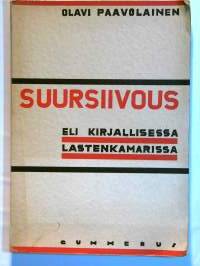 OLAVI PAAVOLAINEN
SUURSIIVOUS
ELI KIRJALLISESSA
LASTENKAMARISSA
GUMMERUS